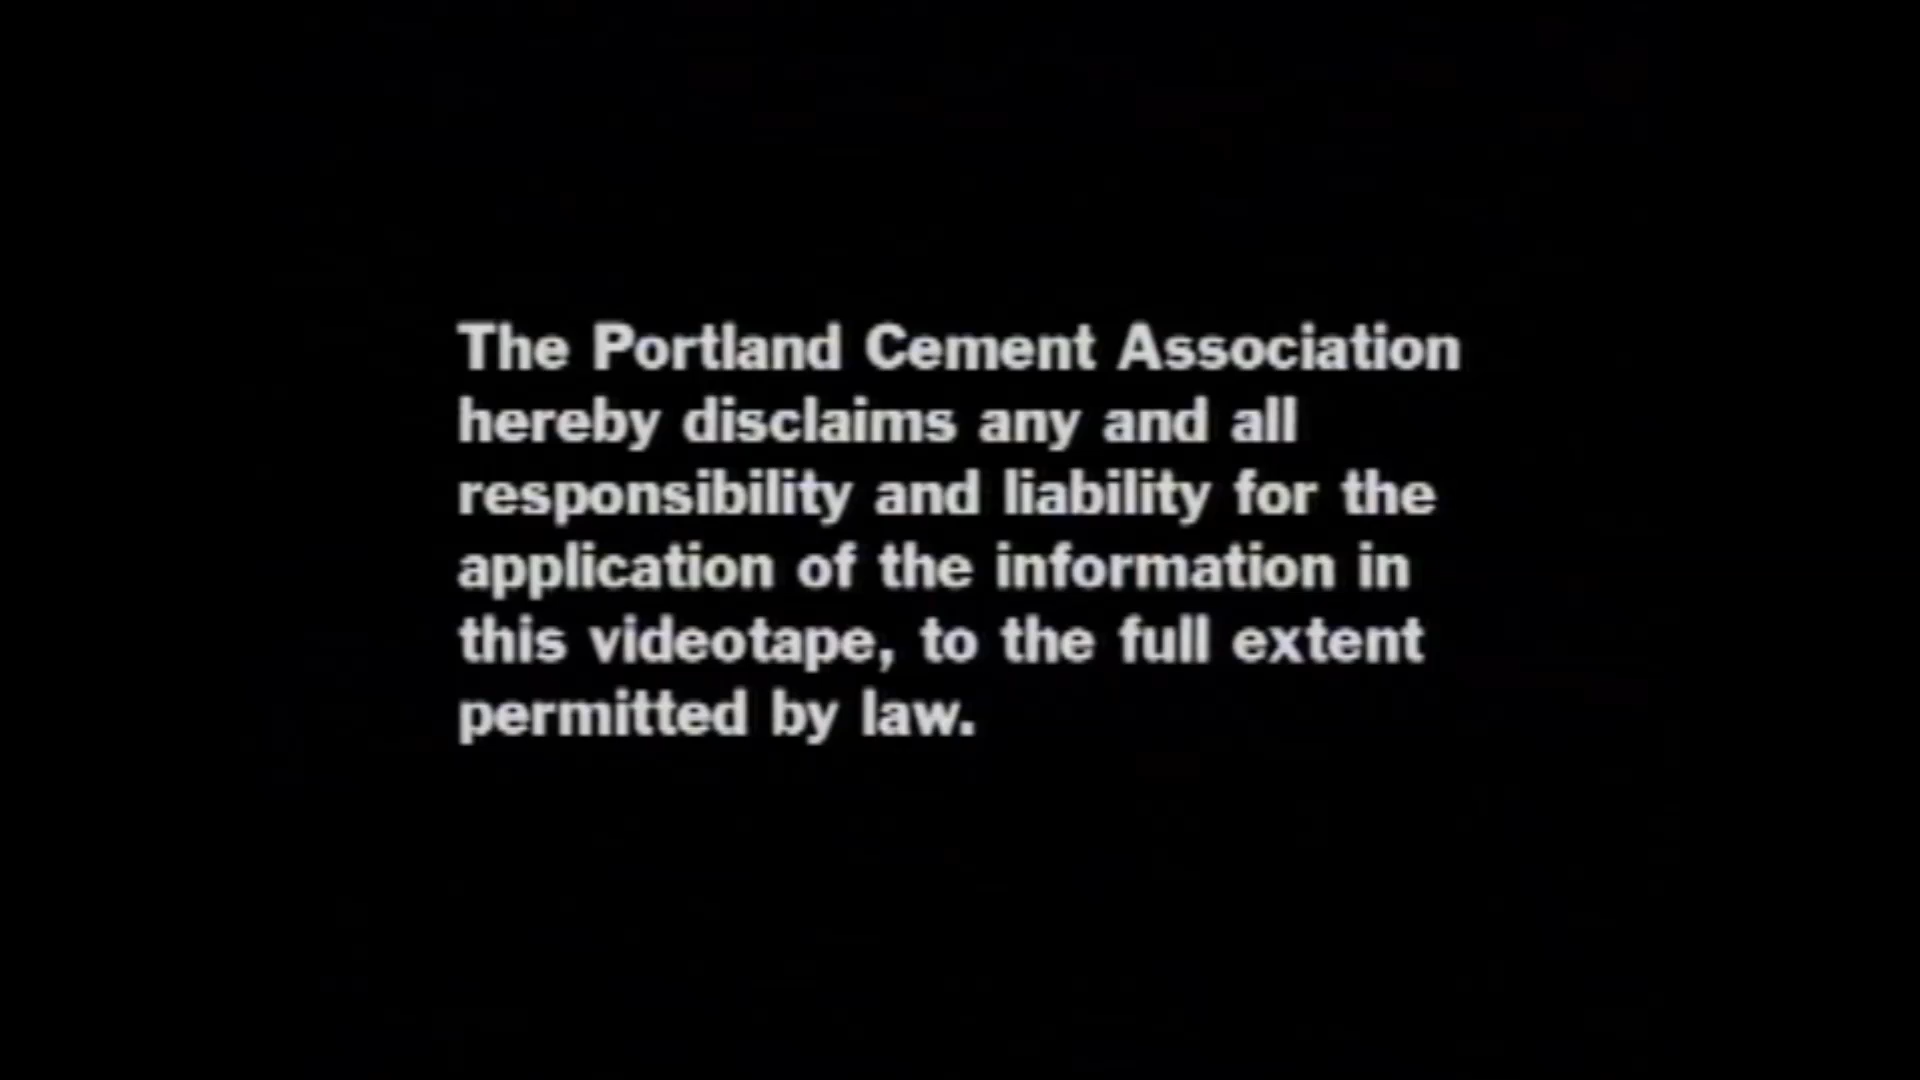 The Portland Cement Association
hereby disclaims any and all
responsibility and liability for the
application of the information in
this videotape, to the full extent
permitted by law.